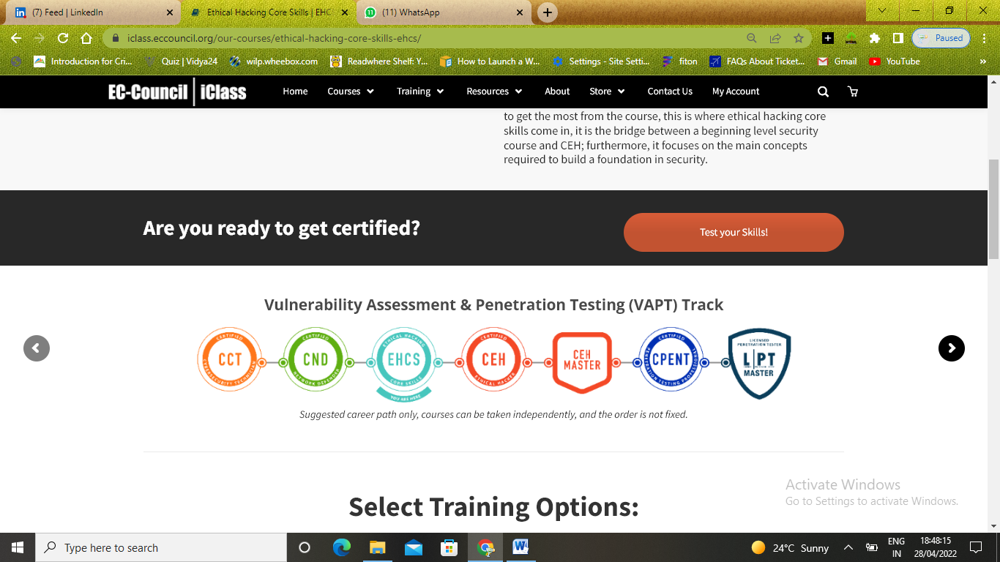 (7) Feed | LinkedIn
Ethical Hacking Core Skills | EHC
(11) WhatsApp
iclass.eccouncil.org/our-courses/ethical-hacking-core-skills-ehcs/
Paused
Introduction for Cri...
Quiz | Vidya24
wilp.wheebox.com
Readwhere Shelf: Y...
How to Launch a W...
Settings - Site Setti...
fiton
FAQs About Ticket...
Gmail
YouTube
»
EC-Council | iClass
Home
Courses
Training
Resources
About
Store
Contact Us
My Account
to get the most from the course, this is where ethical hacking core
skills come in, it is the bridge between a beginning level security
course and CEH; furthermore, it focuses on the main concepts
required to build a foundation in security.
Are you ready to get certified?
Test your Skills!
Vulnerability Assessment & Penetration Testing (VAPT) Track
CERTIFIED
CCT
CYBERSECURITY TECHNICIAN
CERTIFIED
CND
NETWORK DEFENDER
ETHICAL HACKING
EHCS
CORE SKILLS
YOU ARE HERE
CERTIFIED
CEH
ETHICAL HACKER
CEH
MASTER
CERTIFIED
CPENT
PENETRATION TESTING PROFESSIONAL
LICENSED
PENETRATION TESTER
L|PT
MASTER
Suggested career path only, courses can be taken independently, and the order is not fixed.
Select Training Options:
Activate Windows
Go to Settings to activate Windows.
Type here to search
24°C Sunny
ENG
IN
18:48:15
28/04/2022